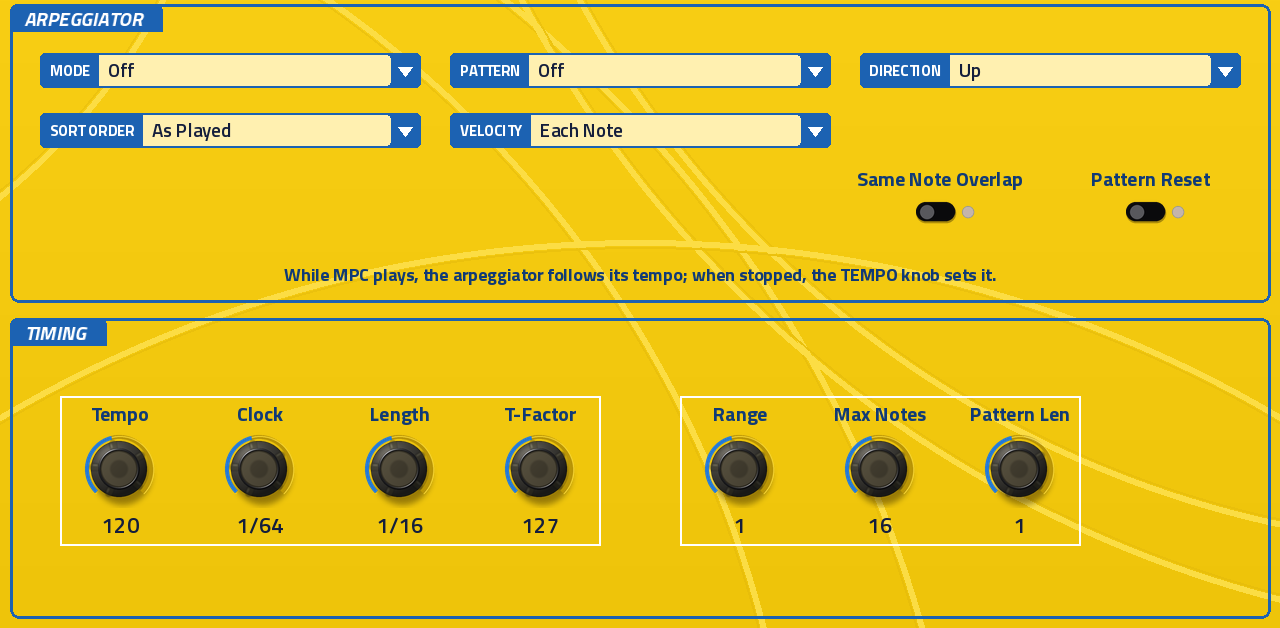 ARPEGGIATOR
MODE Off
PATTERN Off
DIRECTION Up
SORT ORDER As Played
VELOCITY Each Note
Same Note Overlap
Pattern Reset
While MPC plays, the arpeggiator follows its tempo; when stopped, the TEMPO knob sets it.
TIMING
Tempo Clock Length T-Factor Range Max Notes Pattern Len
120 1/64 1/16 127 1 16 1